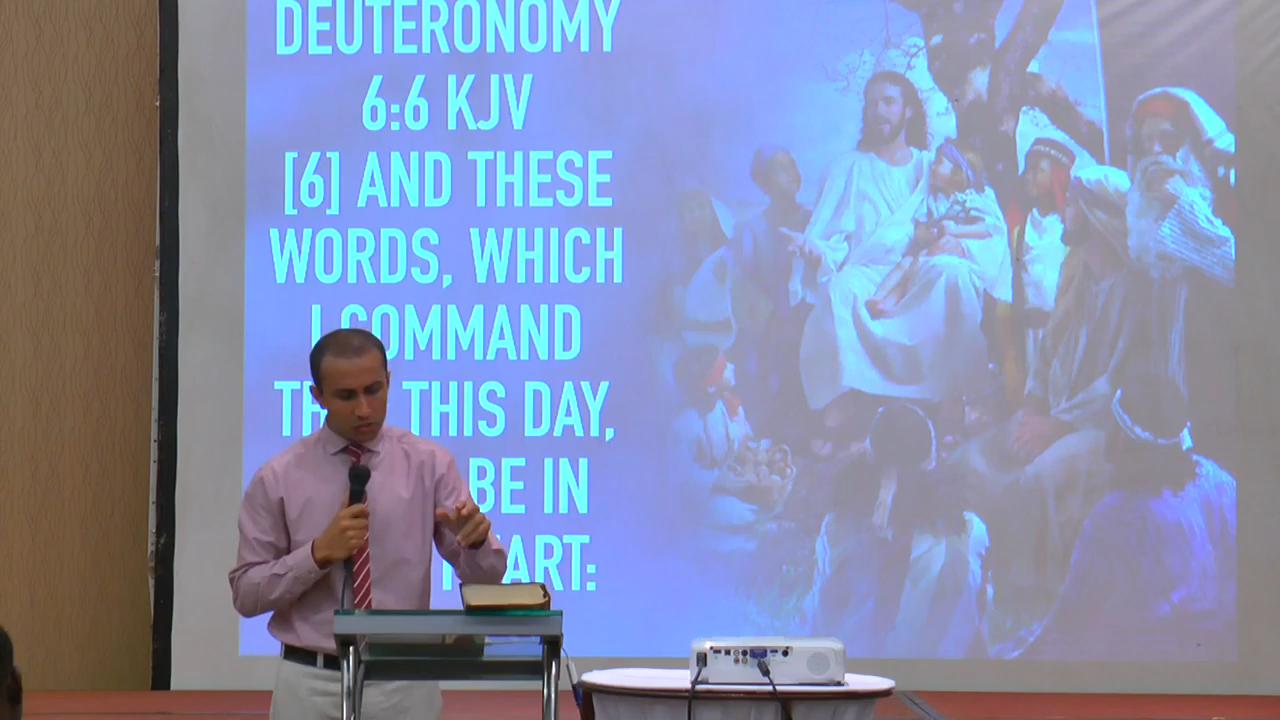 DEUTERONOMY
6:6 KJV
[6] AND THESE
WORDS, WHICH
I COMMAND
THIS DAY,
BE IN